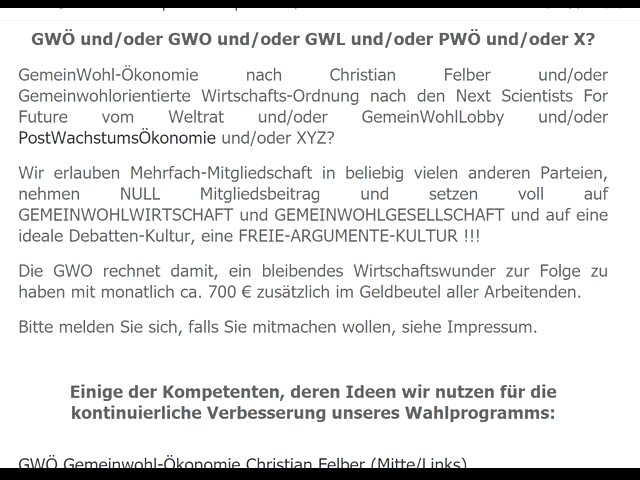 GWÖ und/oder GWO und/oder GWL und/oder PWÖ und/oder X?
GemeinWohl-Ökonomie nach Christian Felber und/oder
Gemeinwohlorientierte Wirtschafts-Ordnung nach den Next Scientists For
Future vom Weltrat und/oder GemeinWohlLobby und/oder
PostWachstumsÖkonomie und/oder XYZ?
Wir erlauben Mehrfach-Mitgliedschaft in beliebig vielen anderen Parteien,
nehmen NULL Mitgliedsbeitrag und setzen voll auf
GEMEINWOHLWIRTSCHAFT und GEMEINWOHLGESELLSCHAFT und auf eine
ideale Debatten-Kultur, eine FREIE-ARGUMENTE-KULTUR !!!
Die GWO rechnet damit, ein bleibendes Wirtschaftswunder zur Folge zu
haben mit monatlich ca. 700 € zusätzlich im Geldbeutel aller Arbeitenden.
Bitte melden Sie sich, falls Sie mitmachen wollen, siehe Impressum.
Einige der Kompetenten, deren Ideen wir nutzen für die
kontinuierliche Verbesserung unseres Wahlprogramms:
GWÖ Gemeinwohl-Ökonomie Christian Felber (Mitte/Links)